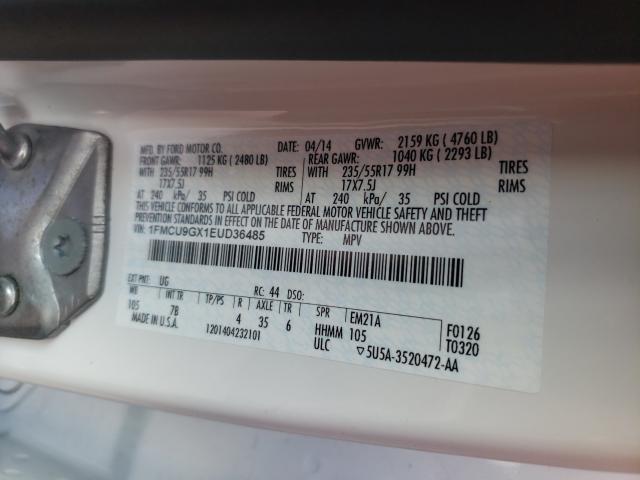 MFD. BY FORD MOTOR CO.
DATE: 04/14 GVWR: 2159 KG ( 4760 LB)
FRONT GAWR: 1125 KG ( 2480 LB) REAR GAWR: 1040 KG ( 2293 LB)
WITH 235/55R17 99H TIRES WITH 235/55R17 99H TIRES
17X7.5J RIMS 17X7.5J RIMS
AT 240 kPa/ 35 PSI COLD AT 240 kPa/ 35 PSI COLD
THIS VEHICLE CONFORMS TO ALL APPLICABLE FEDERAL MOTOR VEHICLE SAFETY AND THEFT
PREVENTION STANDARDS IN EFFECT ON THE DATE OF MANUFACTURE SHOWN ABOVE.
VIN: 1FMCU9GX1EUD36485 TYPE: MPV
EXT PNT: UG RC: 44 DSO:
WB INT TR TP/PS R AXLE TR SPR EM21A F0126
105 7B 4 35 6 HHMM 105 T0320
MADE IN U.S.A. 1201404232101 ULC 5U5A-3520472-AA